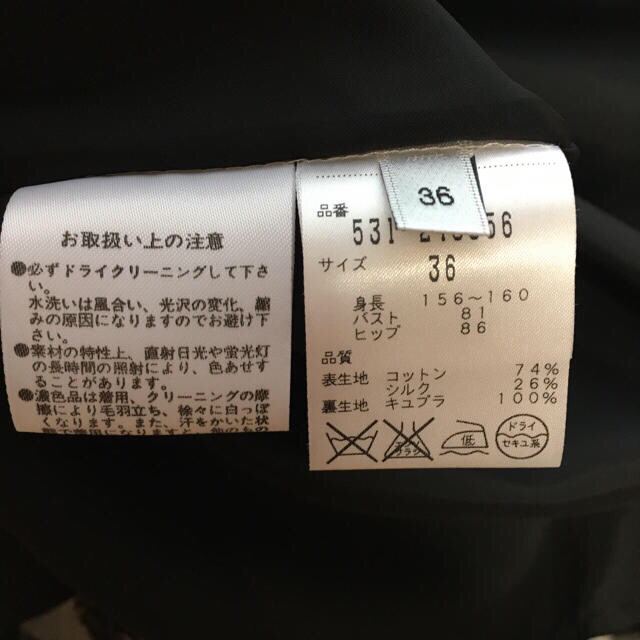 お取扱い上の注意
●必ずドライクリーニングして下さ
い。
水洗いは風合い、光沢の変化、縮
みの原因になりますのでお避け下
さい。
●素材の特性上、直射日光や蛍光灯
の長時間の照射により、色あせす
ることがあります。
●濃色品は着用、クリーニングの摩
擦により毛羽立ち、徐々に白っぽ
くなります。また、汗をかいた状
36
品番
531
56
サイズ
36
身長 156～160
バスト 81
ヒップ 86
品質
表生地 コットン 74%
シルク 26%
裏生地 キュプラ 100%
低
ドライ
セキユ系